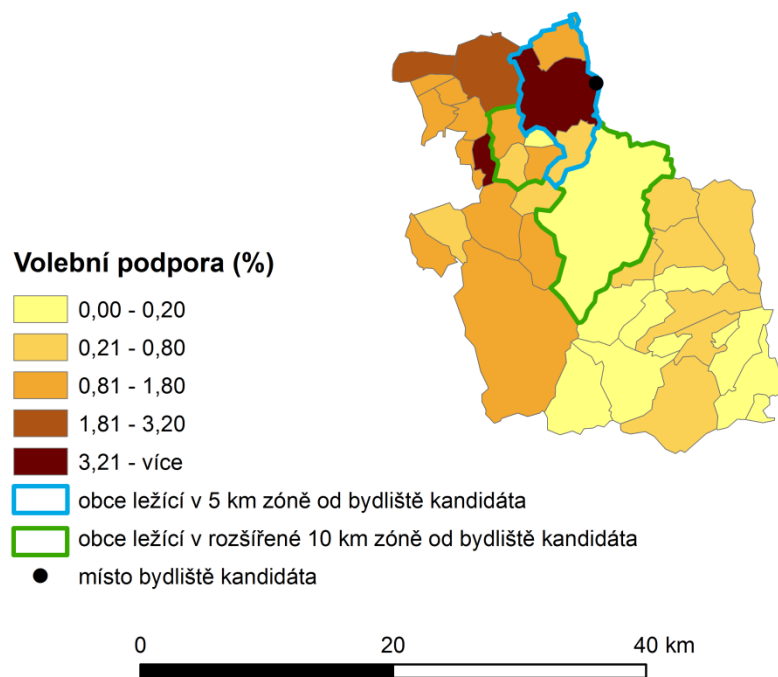 Volební podpora (%)
0,00 - 0,20
0,21 - 0,80
0,81 - 1,80
1,81 - 3,20
3,21 - více
obce ležící v 5 km zóně od bydliště kandidáta
obce ležící v rozšířené 10 km zóně od bydliště kandidáta
místo bydliště kandidáta
0 20 40 km